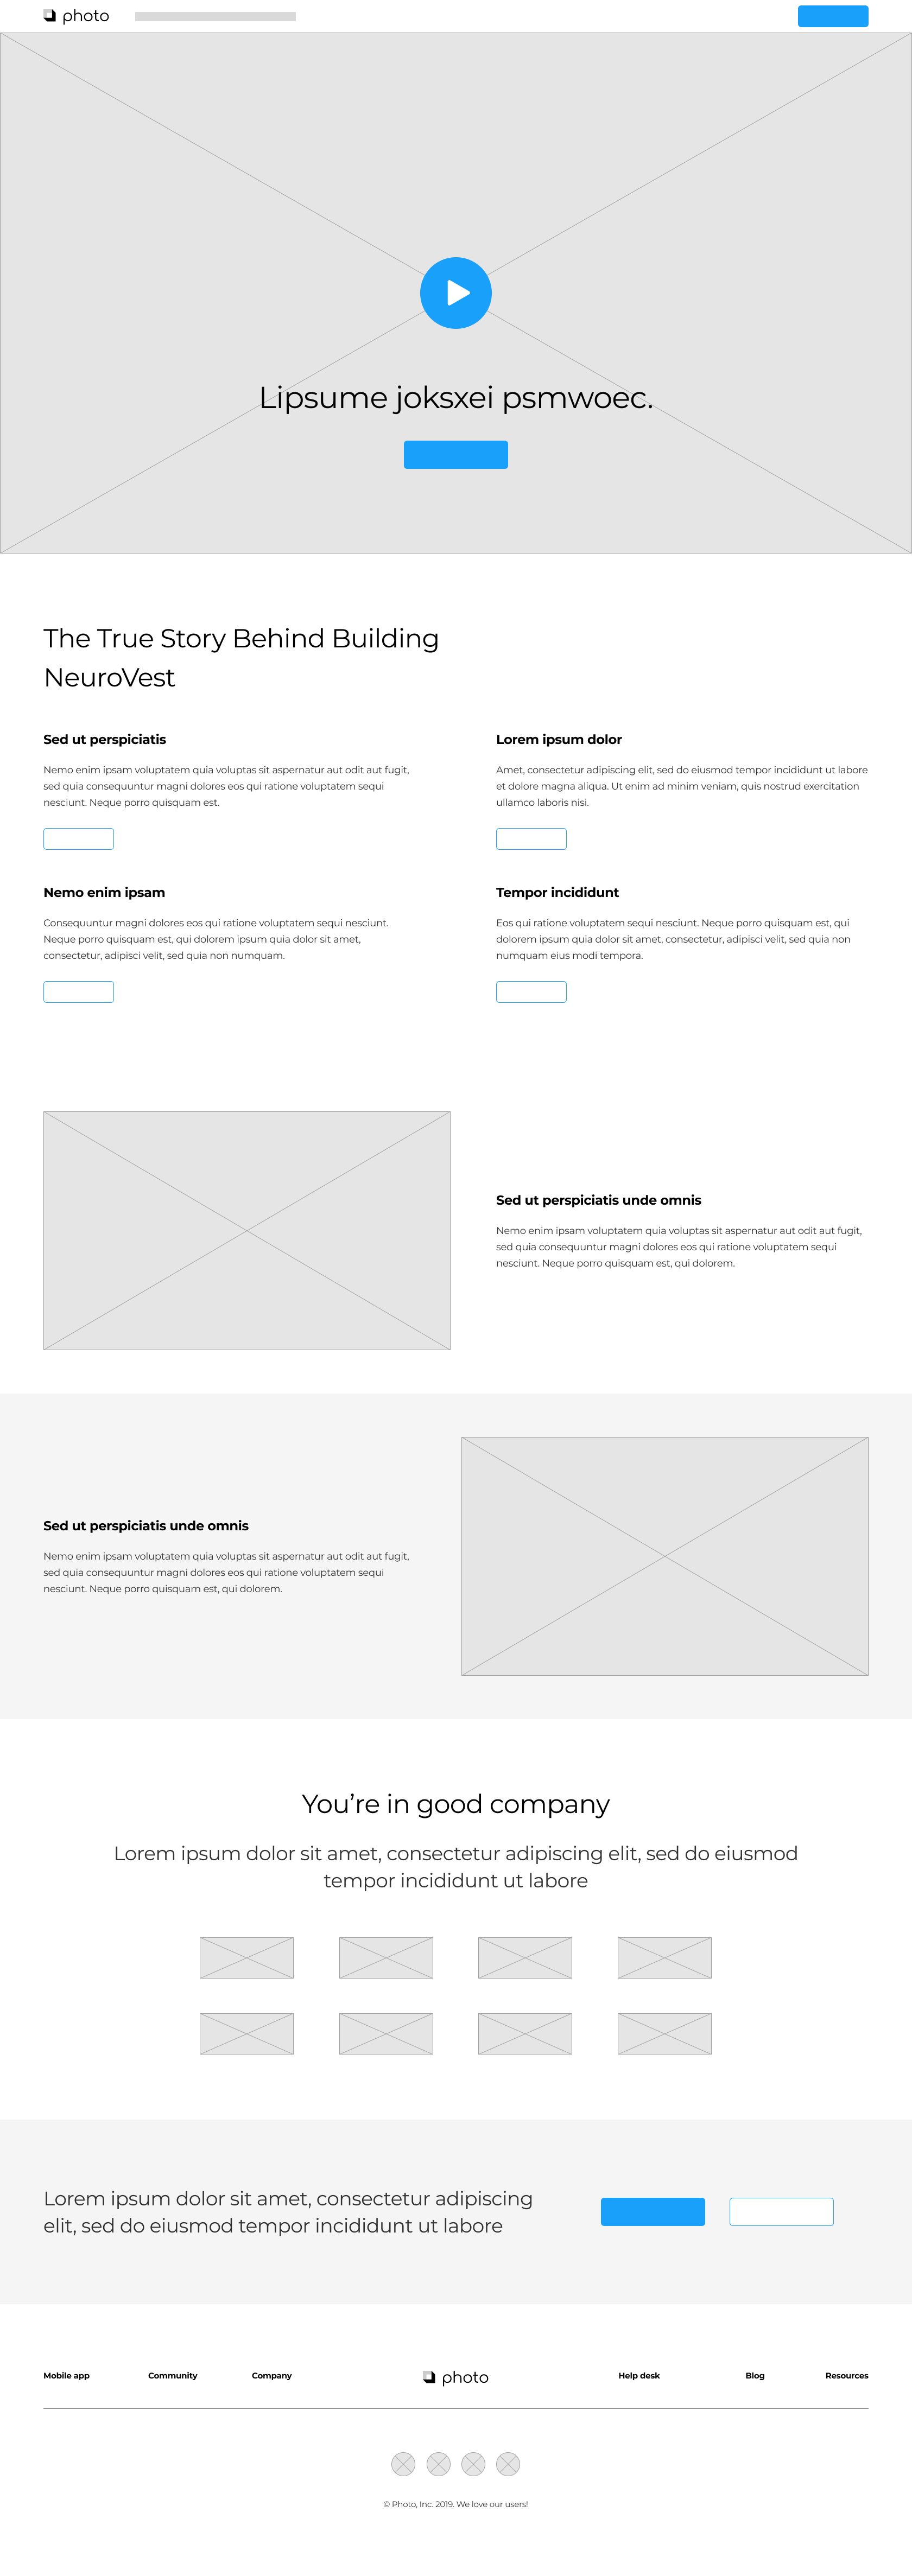 photo
Lipsume joksxei psmwoec.
The True Story Behind Building
NeuroVest
Sed ut perspiciatis
Nemo enim ipsam voluptatem quia voluptas sit aspernatur aut odit aut fugit,
sed quia consequuntur magni dolores eos qui ratione voluptatem sequi
nesciunt. Neque porro quisquam est.
Lorem ipsum dolor
Amet, consectetur adipiscing elit, sed do eiusmod tempor incididunt ut labore
et dolore magna aliqua. Ut enim ad minim veniam, quis nostrud exercitation
ullamco laboris nisi.
Nemo enim ipsam
Consequuntur magni dolores eos qui ratione voluptatem sequi nesciunt.
Neque porro quisquam est, qui dolorem ipsum quia dolor sit amet,
consectetur, adipisci velit, sed quia non numquam.
Tempor incididunt
Eos qui ratione voluptatem sequi nesciunt. Neque porro quisquam est, qui
dolorem ipsum quia dolor sit amet, consectetur, adipisci velit, sed quia non
numquam eius modi tempora.
Sed ut perspiciatis unde omnis
Nemo enim ipsam voluptatem quia voluptas sit aspernatur aut odit aut fugit,
sed quia consequuntur magni dolores eos qui ratione voluptatem sequi
nesciunt. Neque porro quisquam est, qui dolorem.
Sed ut perspiciatis unde omnis
Nemo enim ipsam voluptatem quia voluptas sit aspernatur aut odit aut fugit,
sed quia consequuntur magni dolores eos qui ratione voluptatem sequi
nesciunt. Neque porro quisquam est, qui dolorem.
You’re in good company
Lorem ipsum dolor sit amet, consectetur adipiscing elit, sed do eiusmod
tempor incididunt ut labore
Lorem ipsum dolor sit amet, consectetur adipiscing
elit, sed do eiusmod tempor incididunt ut labore
Mobile app Community Company photo Help desk Blog Resources
© Photo, Inc. 2019. We love our users!